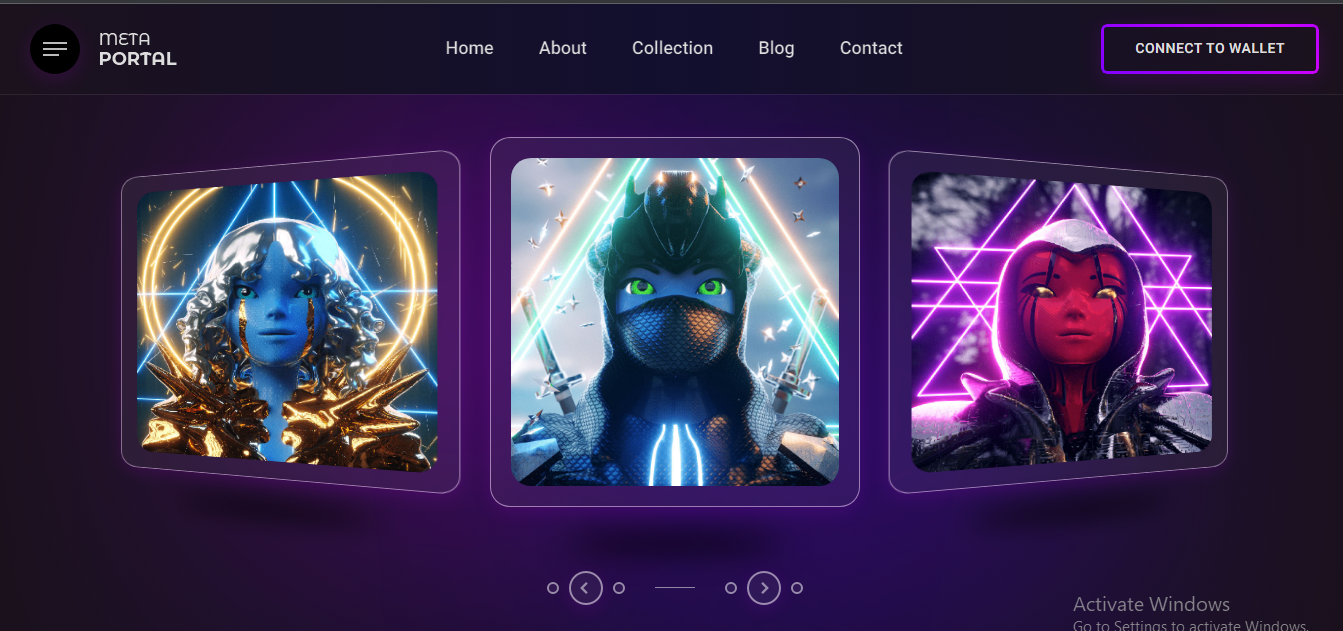 META
PORTAL
Home
About
Collection
Blog
Contact
CONNECT TO WALLET
Activate Windows
Go to Settings to activate Windows.